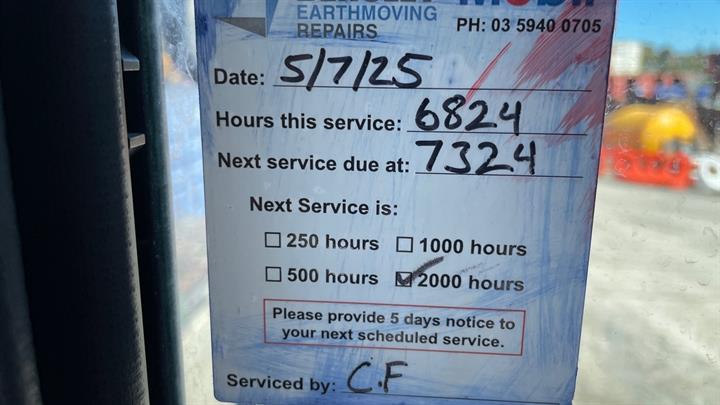 EARTHMOVING
REPAIRS
PH: 03 5940 0705
Date: 5/7/25
Hours this service: 6824
Next service due at: 7324
Next Service is:
☐ 250 hours ☐ 1000 hours
☐ 500 hours ☑ 2000 hours
Please provide 5 days notice to
your next scheduled service.
Serviced by: C.F